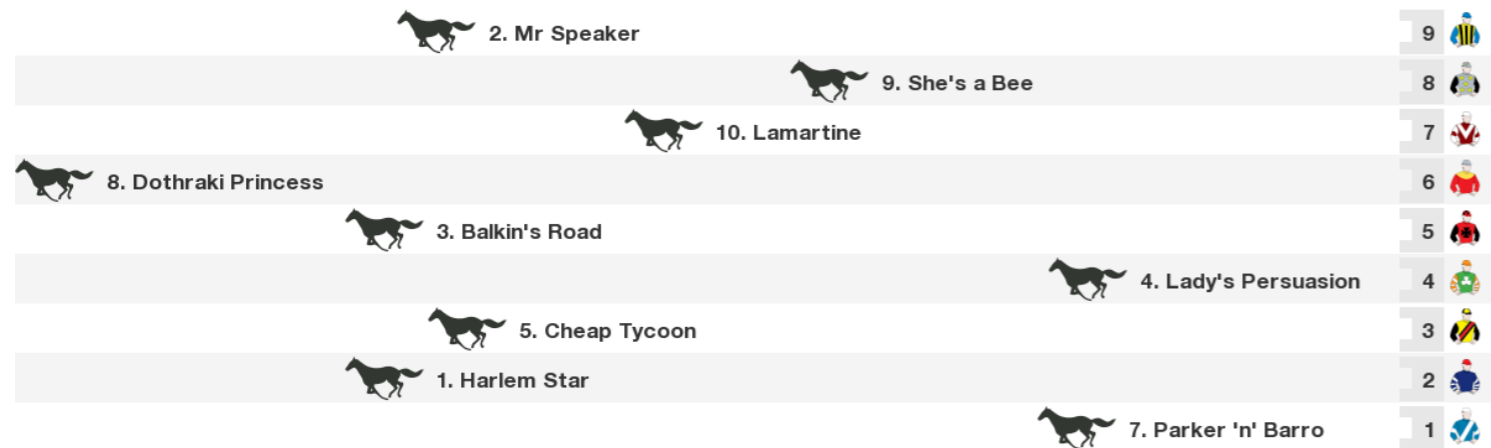 2. Mr Speaker 9
9. She's a Bee 8
10. Lamartine 7
8. Dothraki Princess 6
3. Balkin's Road 5
4. Lady's Persuasion 4
5. Cheap Tycoon 3
1. Harlem Star 2
7. Parker 'n' Barro 1